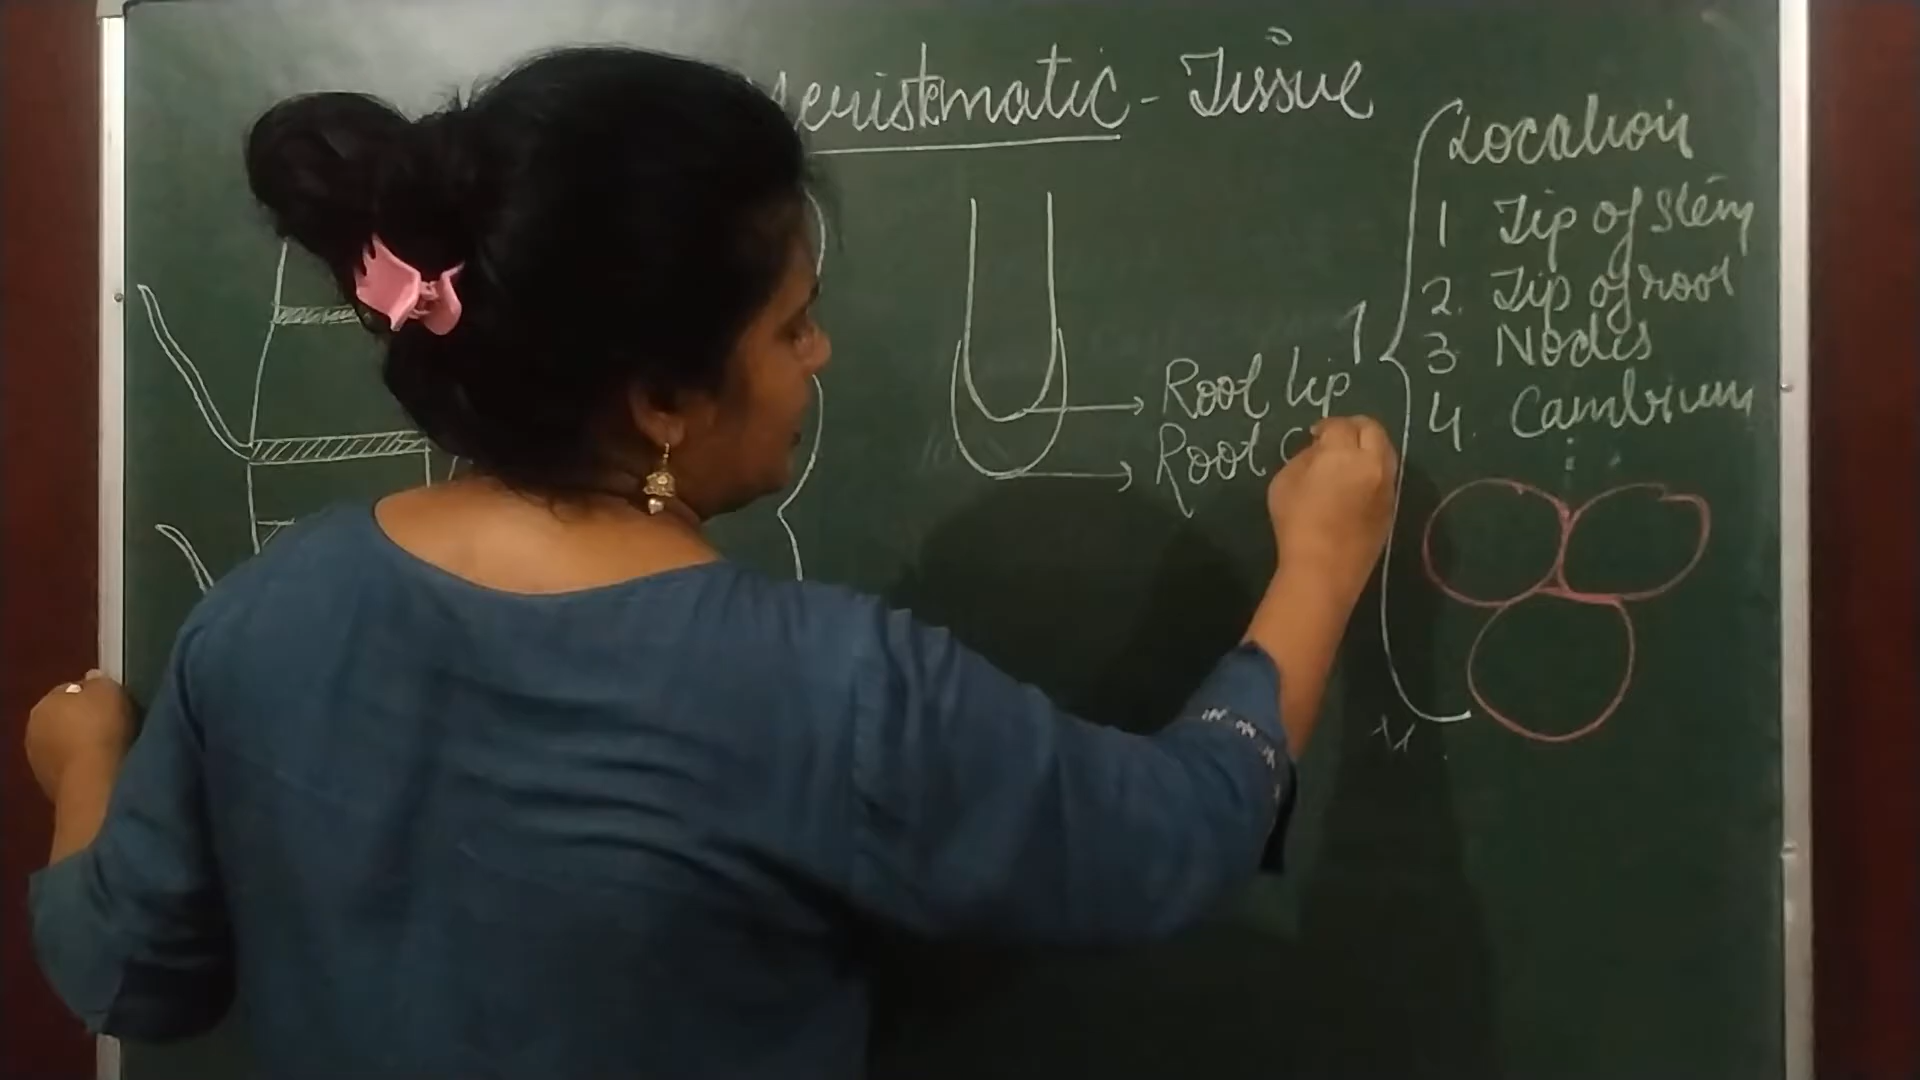 Tissue
Location
1 Tip of stem
2. Tip of root
3 Nodes
4. Cambium
Root tip
Root